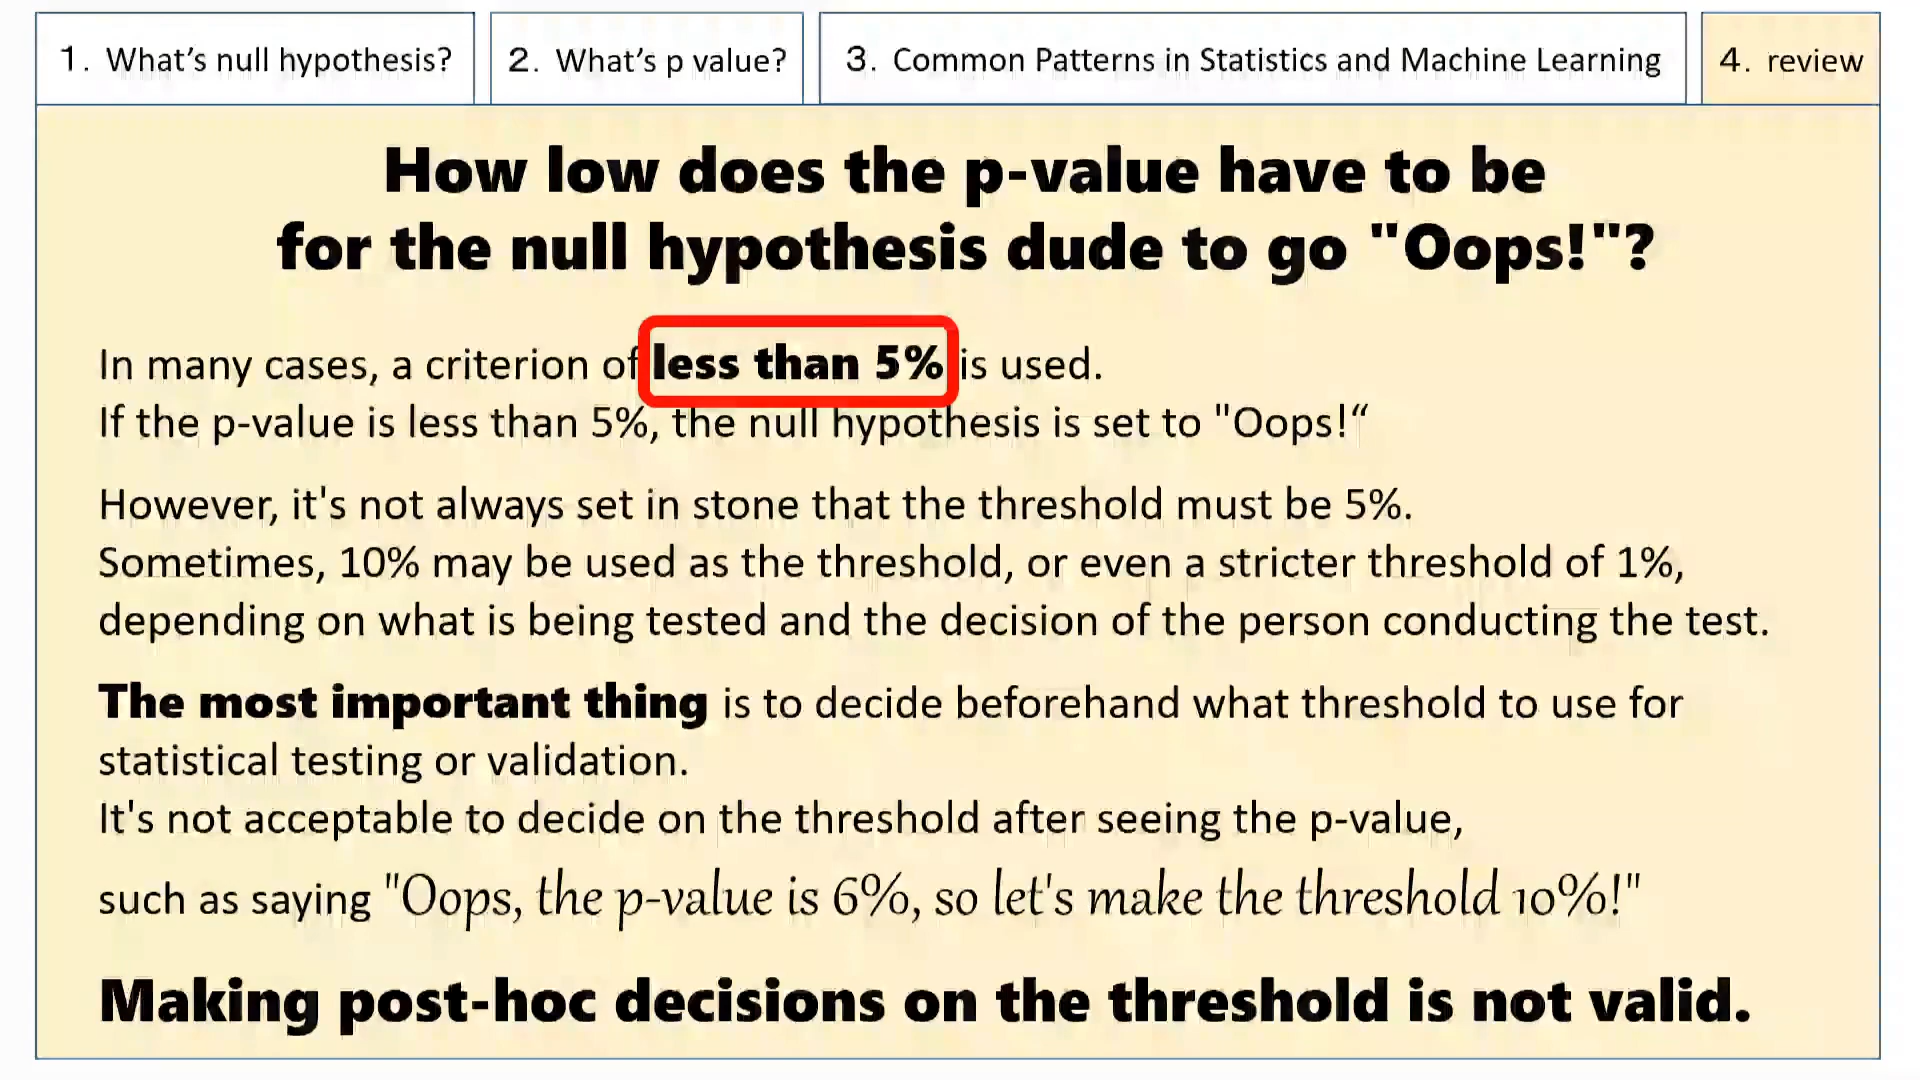 1. What’s null hypothesis?
2. What’s p value?
3. Common Patterns in Statistics and Machine Learning
4. review
How low does the p-value have to be
for the null hypothesis dude to go "Oops!"?
In many cases, a criterion of less than 5% is used.
If the p-value is less than 5%, the null hypothesis is set to "Oops!“
However, it's not always set in stone that the threshold must be 5%.
Sometimes, 10% may be used as the threshold, or even a stricter threshold of 1%,
depending on what is being tested and the decision of the person conducting the test.
The most important thing is to decide beforehand what threshold to use for
statistical testing or validation.
It's not acceptable to decide on the threshold after seeing the p-value,
such as saying "Oops, the p-value is 6%, so let's make the threshold 10%!"
Making post-hoc decisions on the threshold is not valid.